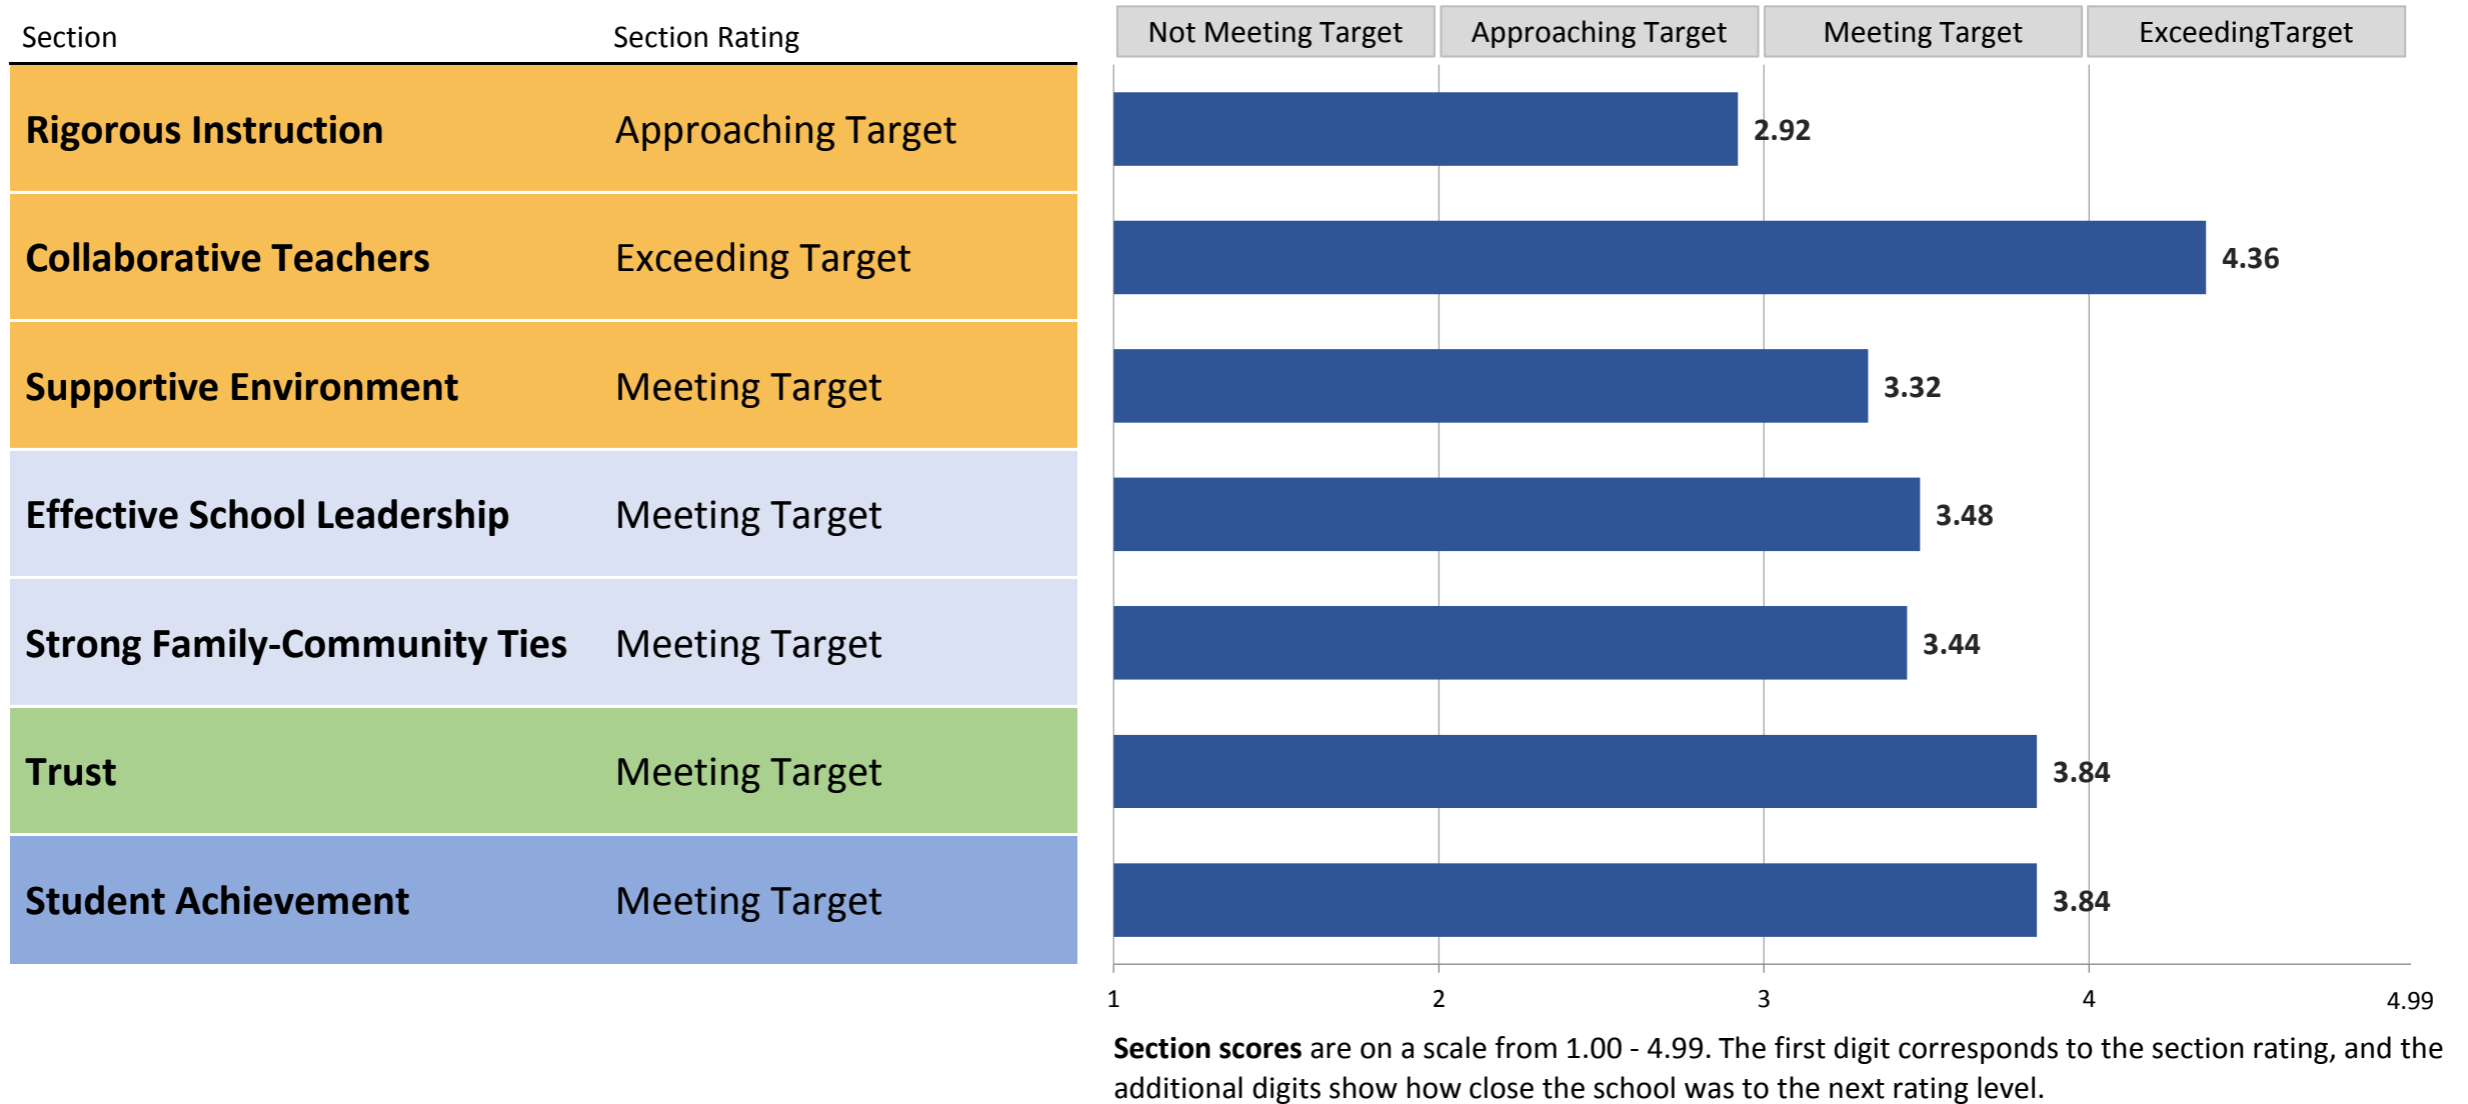 Section Section Rating Not Meeting Target Approaching Target Meeting Target ExceedingTarget
Rigorous Instruction Approaching Target 2.92
Collaborative Teachers Exceeding Target 4.36
Supportive Environment Meeting Target 3.32
Effective School Leadership Meeting Target 3.48
Strong Family-Community Ties Meeting Target 3.44
Trust Meeting Target 3.84
Student Achievement Meeting Target 3.84
1 2 3 4 4.99
Section scores are on a scale from 1.00 - 4.99. The first digit corresponds to the section rating, and the
additional digits show how close the school was to the next rating level.